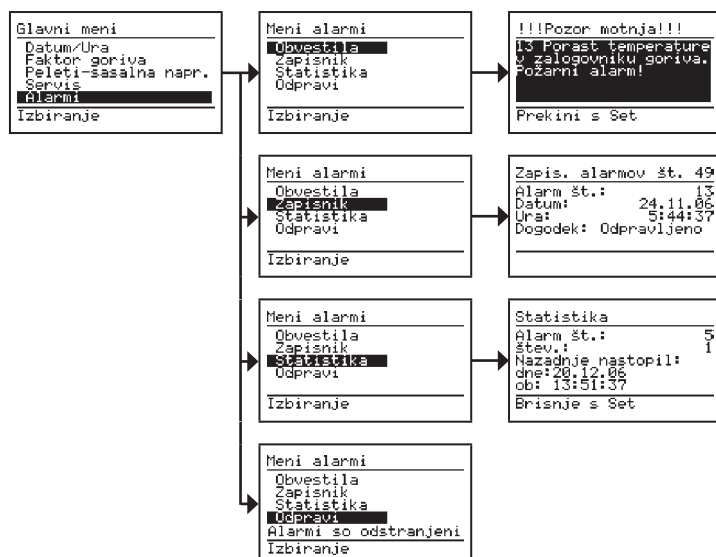 Glavni meni
Datum/Ura
Faktor goriva
Peleti-sasalna napr.
Servis
Alarmi
Izbiranje
Meni alarmi
Obvestila
Zapisnik
Statistika
Odpravi
Izbiranje
!!!Pozor motnja!!!
13 Porast temperature
v zalogovniku goriva.
Požarni alarm!
Prekini s Set
Meni alarmi
Obvestila
Zapisnik
Statistika
Odpravi
Izbiranje
Zapis. alarmov št. 49
Alarm št.: 13
Datum: 24.11.06
Ura: 5:44:37
Dogodek: Odpravljeno
Meni alarmi
Obvestila
Zapisnik
Statistika
Odpravi
Izbiranje
Statistika
Alarm št.: 5
štev.: 1
Nazadnje nastopil:
dne:20.12.06
ob: 13:51:37
Brisnje s Set
Meni alarmi
Obvestila
Zapisnik
Statistika
Odpravi
Alarmi so odstranjeni
Izbiranje